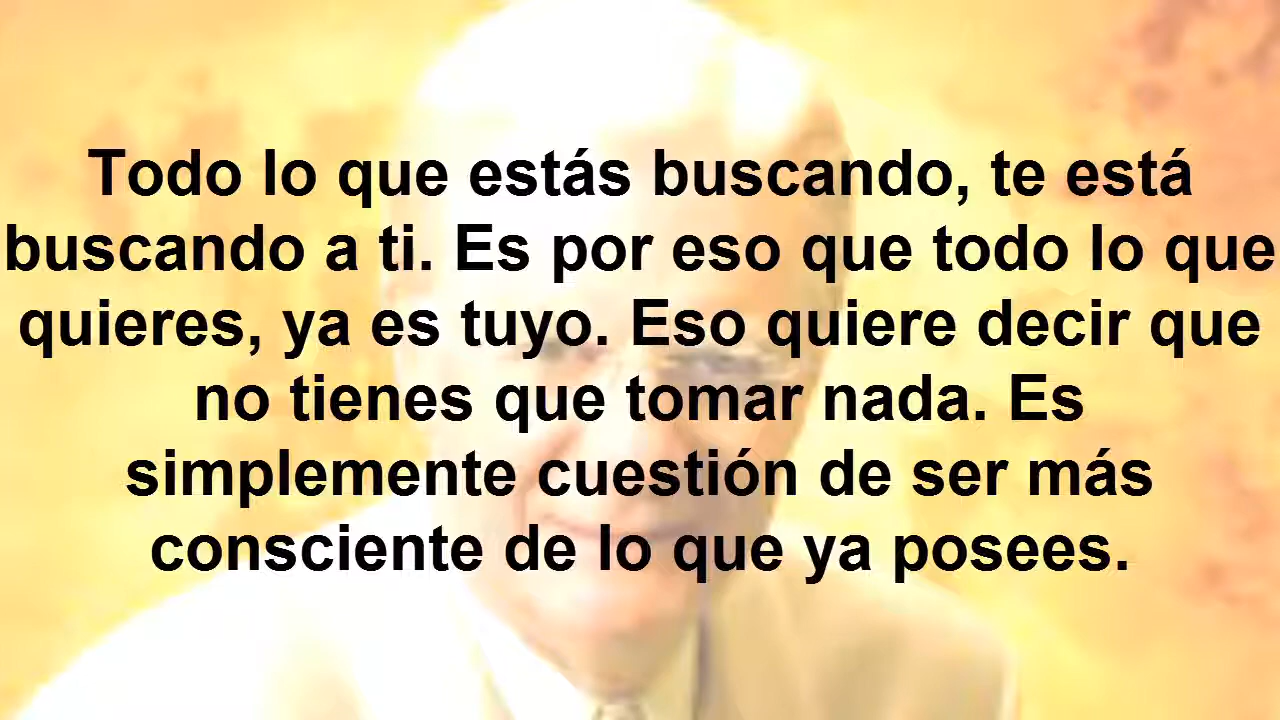 Todo lo que estás buscando, te está
buscando a ti. Es por eso que todo lo que
quieres, ya es tuyo. Eso quiere decir que
no tienes que tomar nada. Es
simplemente cuestión de ser más
consciente de lo que ya posees.